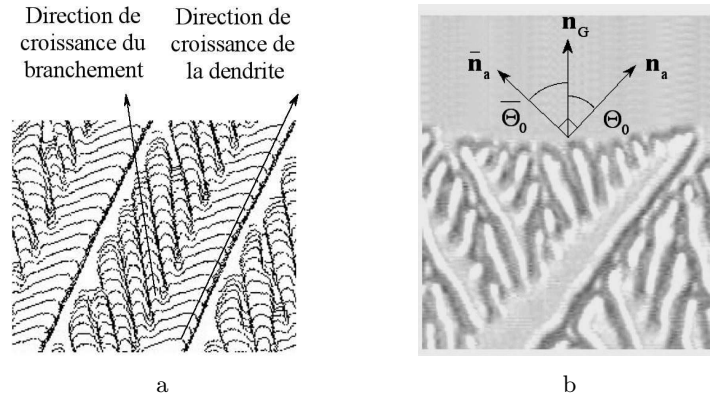 Direction de
croissance du
branchement
Direction de
croissance de
la dendrite
n_G
n̄_a
n_a
Θ̄_0
Θ_0
a
b